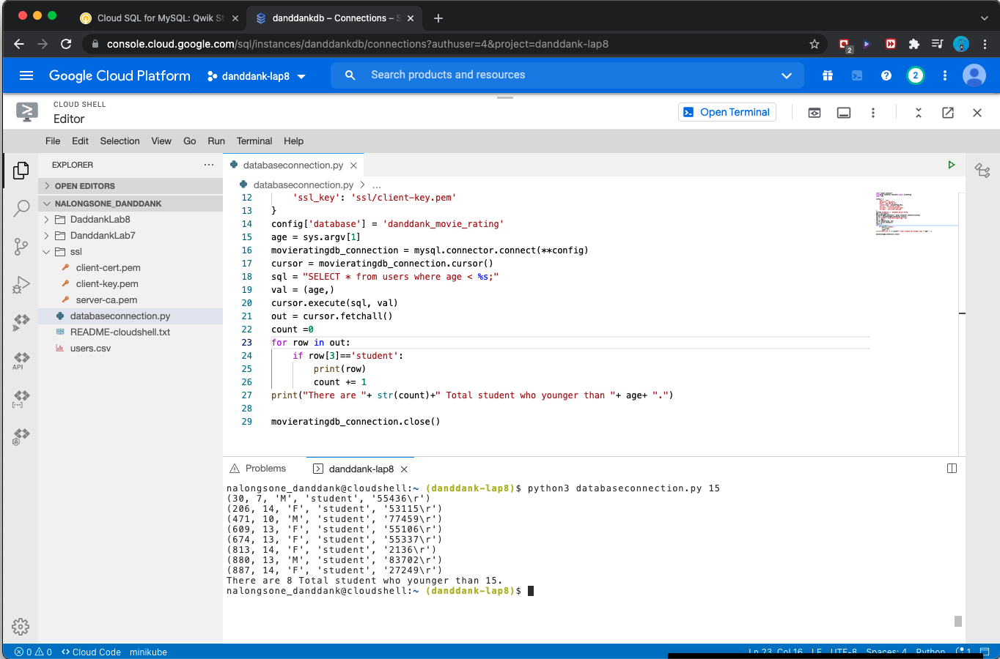 Cloud SQL for MySQL: Qwik St
danddankdb – Connections – S
console.cloud.google.com/sql/instances/danddankdb/connections?authuser=4&project=danddank-lap8
2
Google Cloud Platform
danddank-lap8
Search products and resources
2
CLOUD SHELL
Editor
Open Terminal
File Edit Selection View Go Run Terminal Help
EXPLORER
OPEN EDITORS
NALONGSONE_DANDDANK
DaddankLab8
DanddankLab7
ssl
client-cert.pem
client-key.pem
server-ca.pem
databaseconnection.py
README-cloudshell.txt
users.csv
API
databaseconnection.py
databaseconnection.py > ...
12 'ssl_key': 'ssl/client-key.pem'
13 }
14 config['database'] = 'danddank_movie_rating'
15 age = sys.argv[1]
16 movieratingdb_connection = mysql.connector.connect(**config)
17 cursor = movieratingdb_connection.cursor()
18 sql = "SELECT * from users where age < %s;"
19 val = (age,)
20 cursor.execute(sql, val)
21 out = cursor.fetchall()
22 count =0
23 for row in out:
24 if row[3]=='student':
25 print(row)
26 count += 1
27 print("There are "+ str(count)+" Total student who younger than "+ age+ ".")
28
29 movieratingdb_connection.close()
Problems
danddank-lap8
nalongsone_danddank@cloudshell:~ (danddank-lap8)$ python3 databaseconnection.py 15
(30, 7, 'M', 'student', '55436\r')
(206, 14, 'F', 'student', '53115\r')
(471, 10, 'M', 'student', '77459\r')
(609, 13, 'F', 'student', '55106\r')
(674, 13, 'F', 'student', '55337\r')
(813, 14, 'F', 'student', '2136\r')
(880, 13, 'M', 'student', '83702\r')
(887, 14, 'F', 'student', '27249\r')
There are 8 Total student who younger than 15.
nalongsone_danddank@cloudshell:~ (danddank-lap8)$
0 0 Cloud Code minikube
Ln 23, Col 16 LF UTF-8 Spaces: 4 Python 1